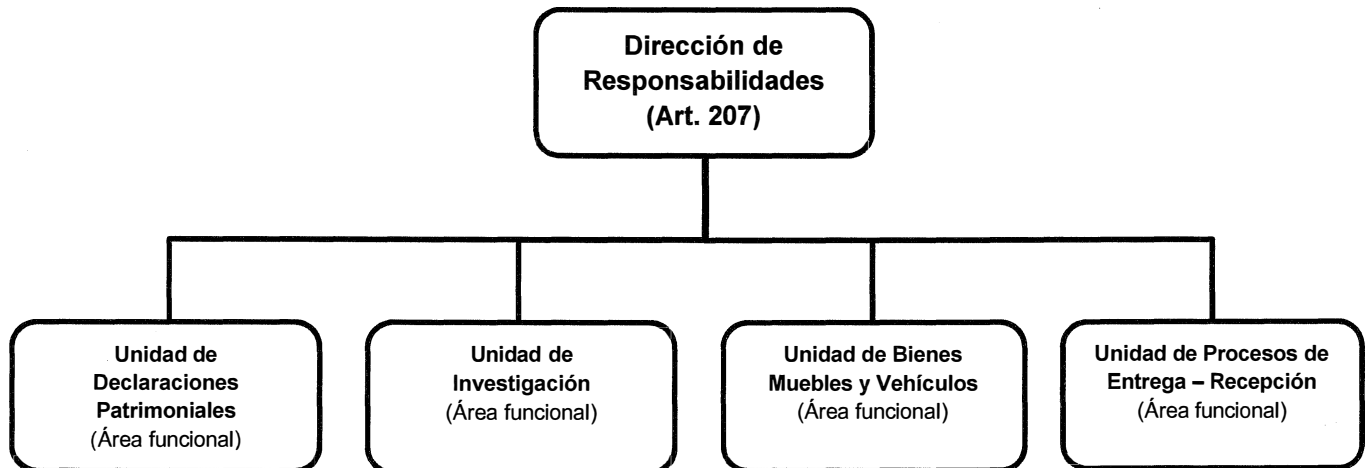 Dirección de
Responsabilidades
(Art. 207)
Unidad de
Declaraciones
Patrimoniales
(Área funcional)
Unidad de
Investigación
(Área funcional)
Unidad de Bienes
Muebles y Vehículos
(Área funcional)
Unidad de Procesos de
Entrega – Recepción
(Área funcional)